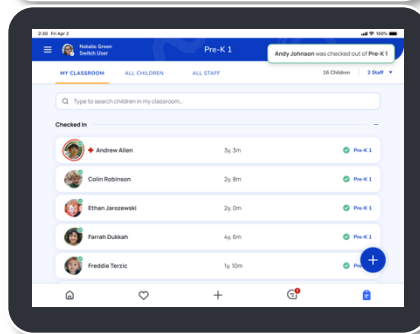 2:30 Fri Apr 2
100%
Natalie Green
Switch User
Pre-K 1
Andy Johnson was checked out of Pre-K 1
MY CLASSROOM ALL CHILDREN ALL STAFF 16 Children 2 Staff
Type to search children in my classroom...
Checked in
Andrew Allen 3y, 3m Pre-K 1
Colin Robinson 2y, 8m Pre-K 1
Ethan Jarozewski 2y, 0m Pre-K 1
Farrah Dukkah 4y, 6m Pre-K 1
Freddie Terzic 1y, 10m Pre